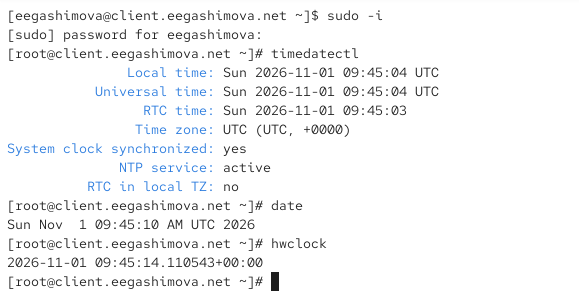 [eegashimova@client.eegashimova.net ~]$ sudo -i
[sudo] password for eegashimova:
[root@client.eegashimova.net ~]# timedatectl
               Local time: Sun 2026-11-01 09:45:04 UTC
           Universal time: Sun 2026-11-01 09:45:04 UTC
                 RTC time: Sun 2026-11-01 09:45:03
                Time zone: UTC (UTC, +0000)
System clock synchronized: yes
              NTP service: active
          RTC in local TZ: no
[root@client.eegashimova.net ~]# date
Sun Nov  1 09:45:10 AM UTC 2026
[root@client.eegashimova.net ~]# hwclock
2026-11-01 09:45:14.110543+00:00
[root@client.eegashimova.net ~]#